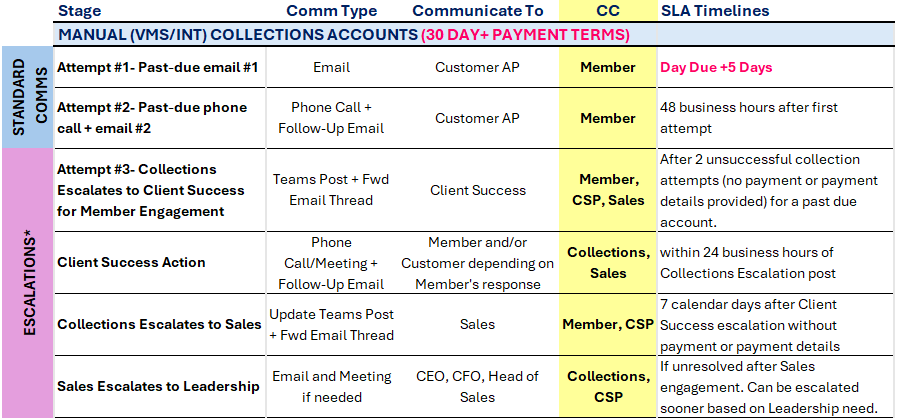 Stage Comm Type Communicate To CC SLA Timelines
MANUAL (VMS/INT) COLLECTIONS ACCOUNTS (30 DAY+ PAYMENT TERMS)
STANDARD
COMMS
Attempt #1- Past-due email #1
Email
Customer AP
Member
Day Due +5 Days
Attempt #2- Past-due phone
call + email #2
Phone Call +
Follow-Up Email
Customer AP
Member
48 business hours after first
attempt
ESCALATIONS*
Attempt #3- Collections
Escalates to Client Success
for Member Engagement
Teams Post + Fwd
Email Thread
Client Success
Member,
CSP, Sales
After 2 unsuccessful collection
attempts (no payment or payment
details provided) for a past due
account.
Client Success Action
Phone
Call/Meeting +
Follow-Up Email
Member and/or
Customer depending on
Member's response
Collections,
Sales
within 24 business hours of
Collections Escalation post
Collections Escalates to Sales
Update Teams Post
+ Fwd Email Thread
Sales
Member, CSP
7 calendar days after Client
Success escalation without
payment or payment details
Sales Escalates to Leadership
Email and Meeting
if needed
CEO, CFO, Head of
Sales
Collections,
CSP
If unresolved after Sales
engagement. Can be escalated
sooner based on Leadership need.